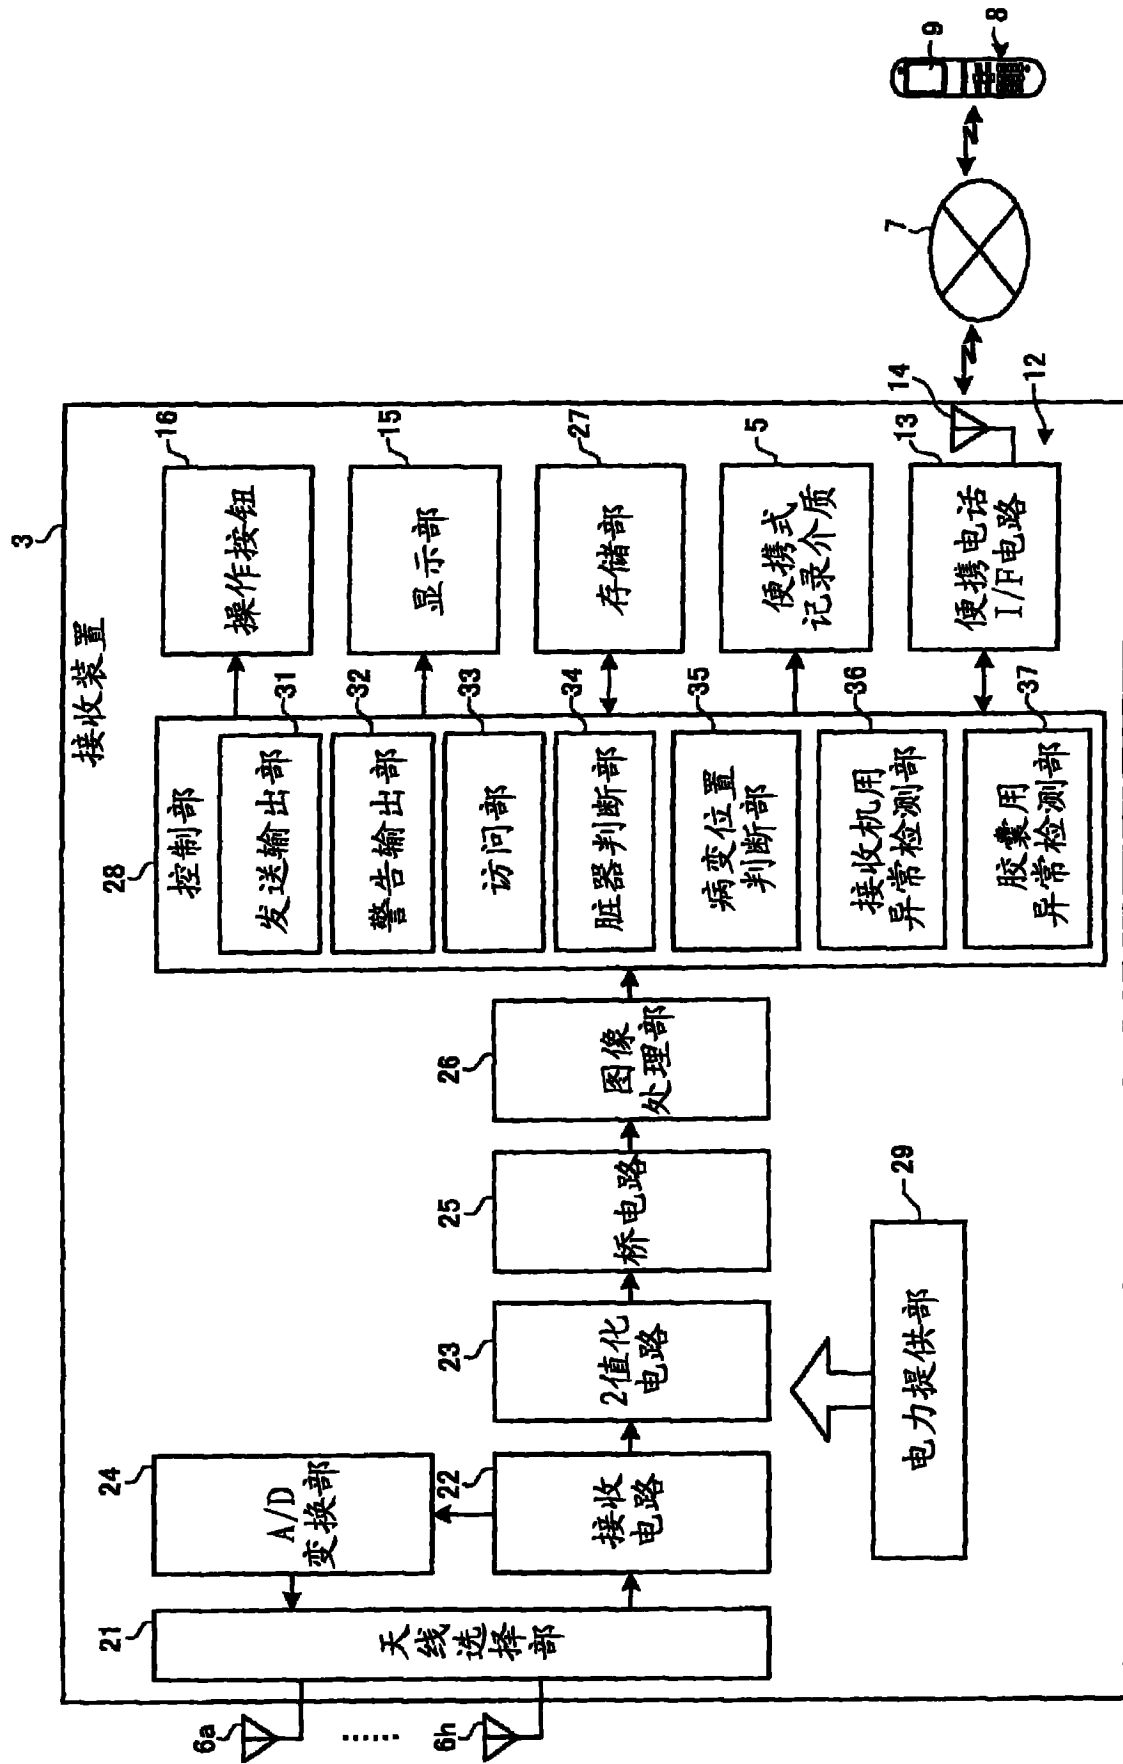 3
接收装置
16
操作按钮
15
显示部
27
存储部
5
便携式
记录介质
13
便携电话
I/F电路
14
12
7
9
8
28
控制部
31
发送输出部
32
警告输出部
33
访问部
34
脏器判断部
35
病变位置
判断部
36
接收机用
异常检测部
37
胶囊用
异常检测部
26
图像
处理部
25
桥电路
23
2值化
电路
22
接收
电路
24
A/D
变换部
21
天线选择部
29
电力提供部
6a
......
6h